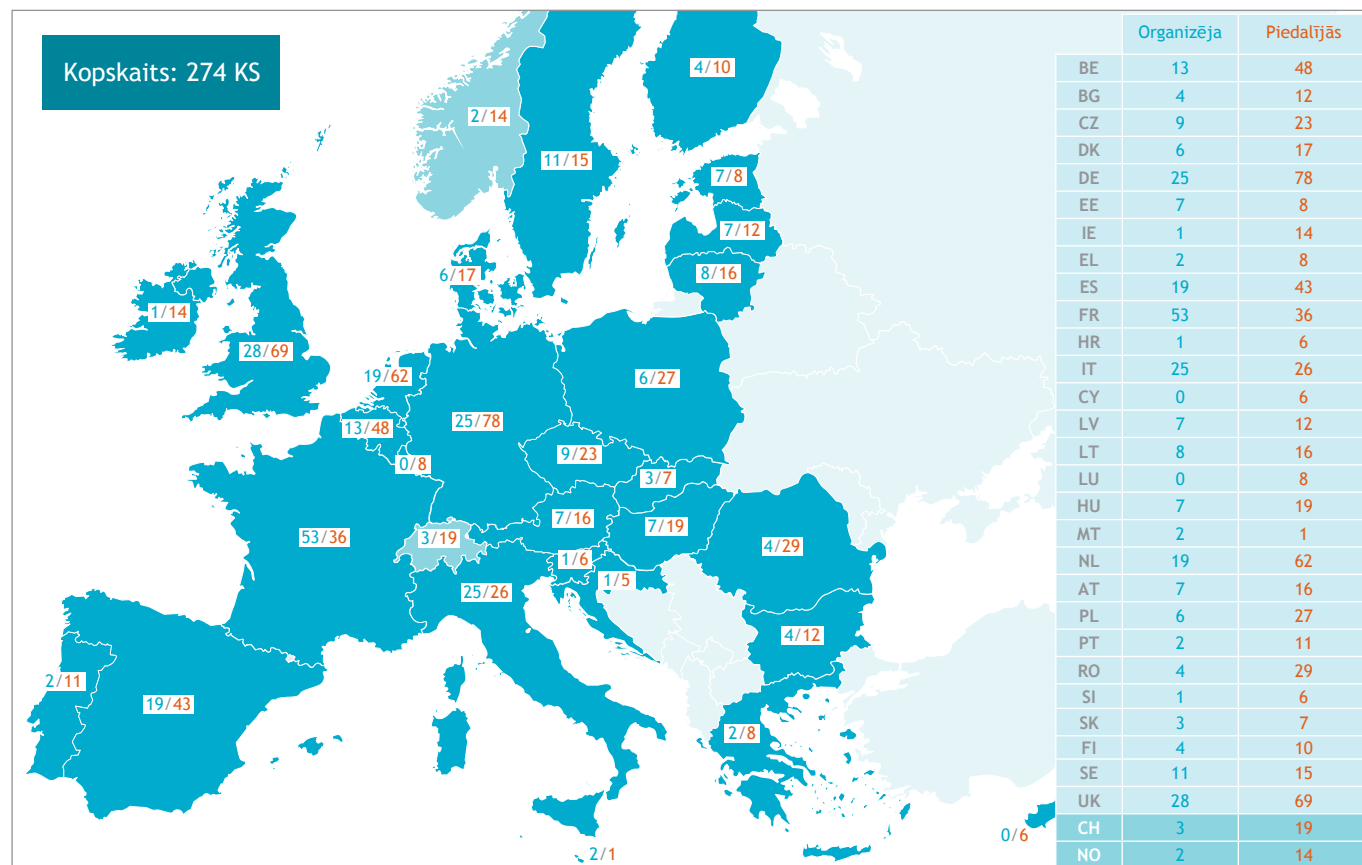 Kopskaits: 274 KS
4/10
2/14
11/15
7/8
7/12
6/17
8/16
1/14
28/69
19/62
6/27
13/48
25/78
0/8
9/23
3/7
53/36
3/19
7/16
7/19
4/29
1/6
1/5
25/26
4/12
2/11
19/43
2/8
0/6
2/1
Organizēja Piedalījās
BE 13 48
BG 4 12
CZ 9 23
DK 6 17
DE 25 78
EE 7 8
IE 1 14
EL 2 8
ES 19 43
FR 53 36
HR 1 6
IT 25 26
CY 0 6
LV 7 12
LT 8 16
LU 0 8
HU 7 19
MT 2 1
NL 19 62
AT 7 16
PL 6 27
PT 2 11
RO 4 29
SI 1 6
SK 3 7
FI 4 10
SE 11 15
UK 28 69
CH 3 19
NO 2 14